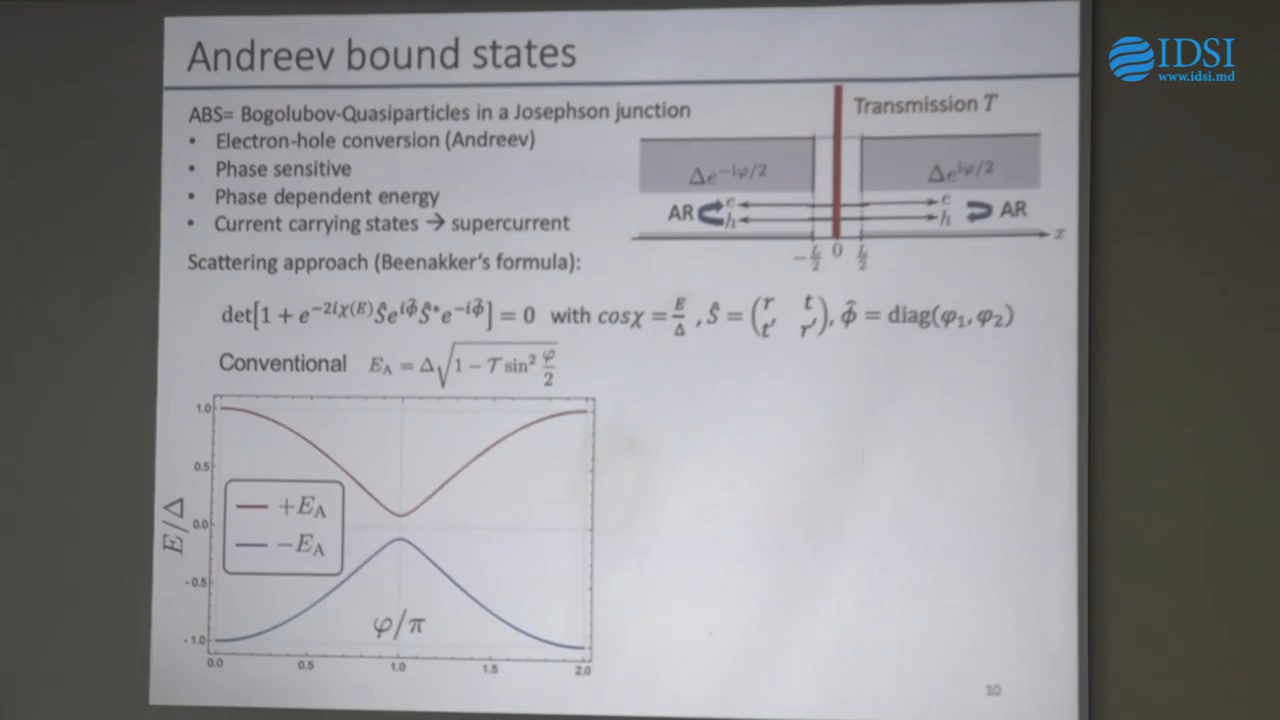 Andreev bound states
IDSI
www.idsi.md
ABS= Bogolubov-Quasiparticles in a Josephson junction
• Electron-hole conversion (Andreev)
• Phase sensitive
• Phase dependent energy
• Current carrying states → supercurrent
Transmission T
Δe^{-iφ/2}
Δe^{iφ/2}
AR e e AR
h h
-L/2 0 L/2 x
Scattering approach (Beenakker's formula):
det[1 + e^{-2iχ(E)}Ŝe^{iΦ̂}Ŝ*e^{-iΦ̂}] = 0 with cosχ = E/Δ , Ŝ = (r t t' r'), Φ̂ = diag(φ₁,φ₂)
Conventional E_A = Δ√(1 − T sin² φ/2)
1.0
0.5
0.0
-0.5
-1.0
E/Δ
+E_A
−E_A
φ/π
0.0 0.5 1.0 1.5 2.0
10